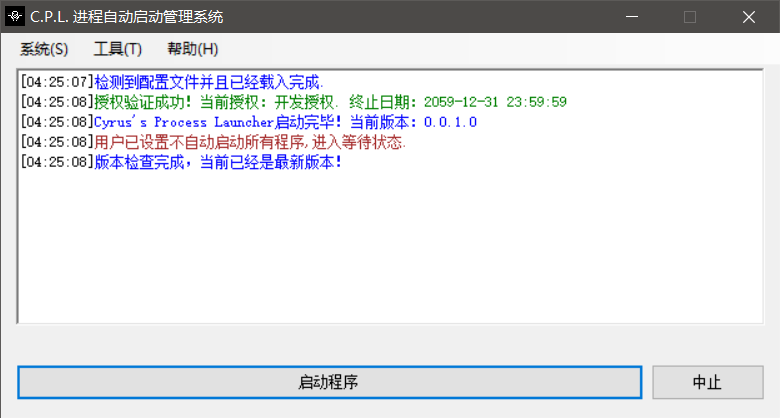 C.P.L. 进程自动启动管理系统
系统(S) 工具(T) 帮助(H)
[04:25:07]检测到配置文件并且已经载入完成.
[04:25:08]授权验证成功! 当前授权: 开发授权. 终止日期: 2059-12-31 23:59:59
[04:25:08]Cyrus's Process Launcher启动完毕! 当前版本: 0.0.1.0
[04:25:08]用户已设置不自动启动所有程序,进入等待状态.
[04:25:08]版本检查完成，当前已经是最新版本!
启动程序 中止